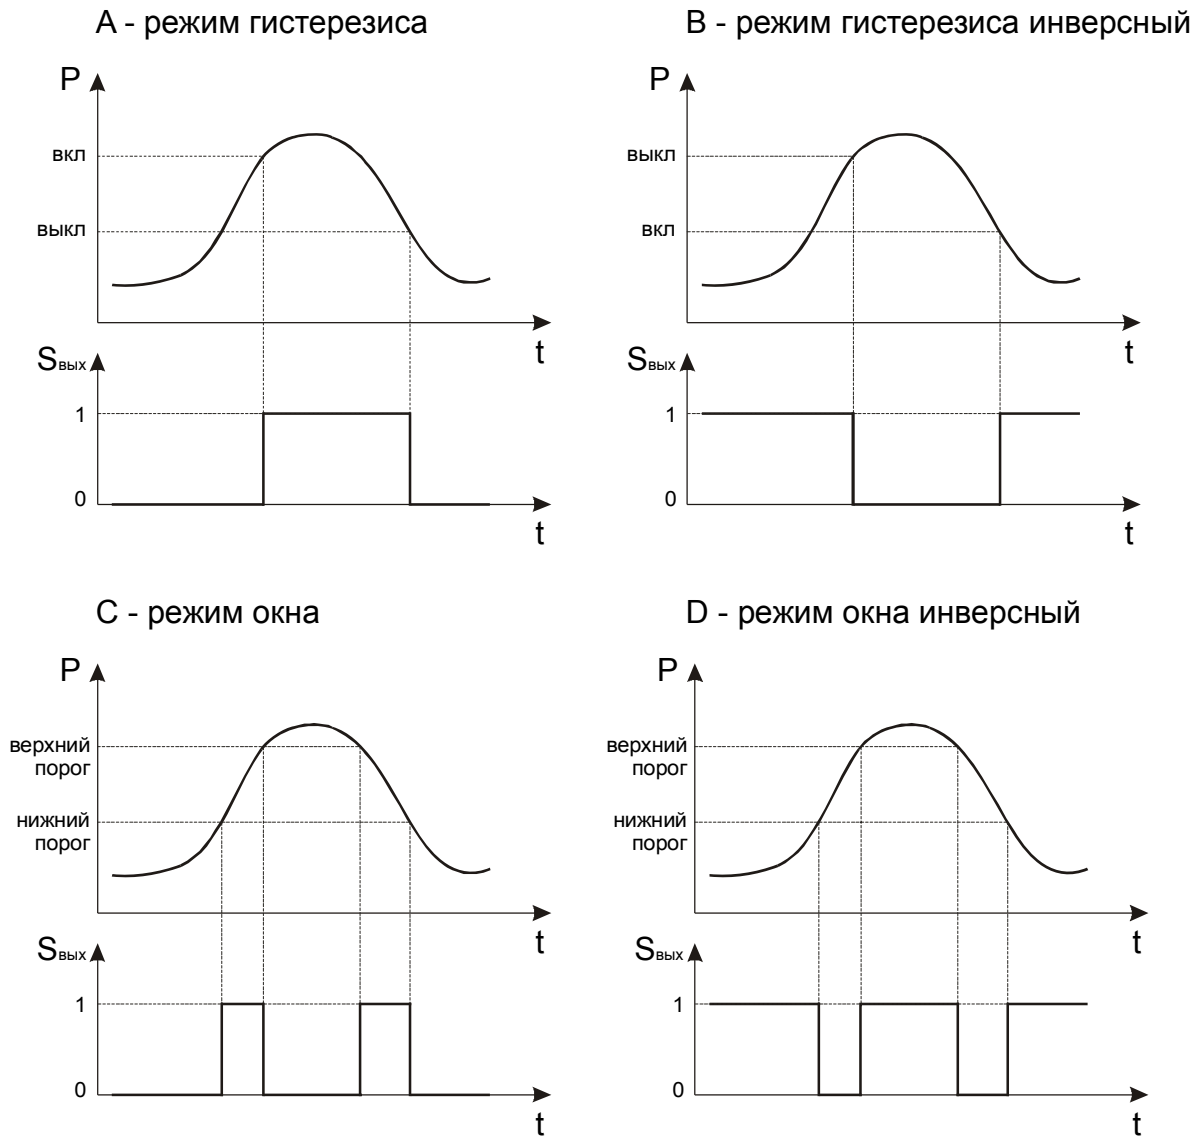 A - режим гистерезиса
P
вкл
выкл
t
Sвых
1
0
t
B - режим гистерезиса инверсный
P
выкл
вкл
t
Sвых
1
0
t
C - режим окна
P
верхний
порог
нижний
порог
t
Sвых
1
0
t
D - режим окна инверсный
P
верхний
порог
нижний
порог
t
Sвых
1
0
t